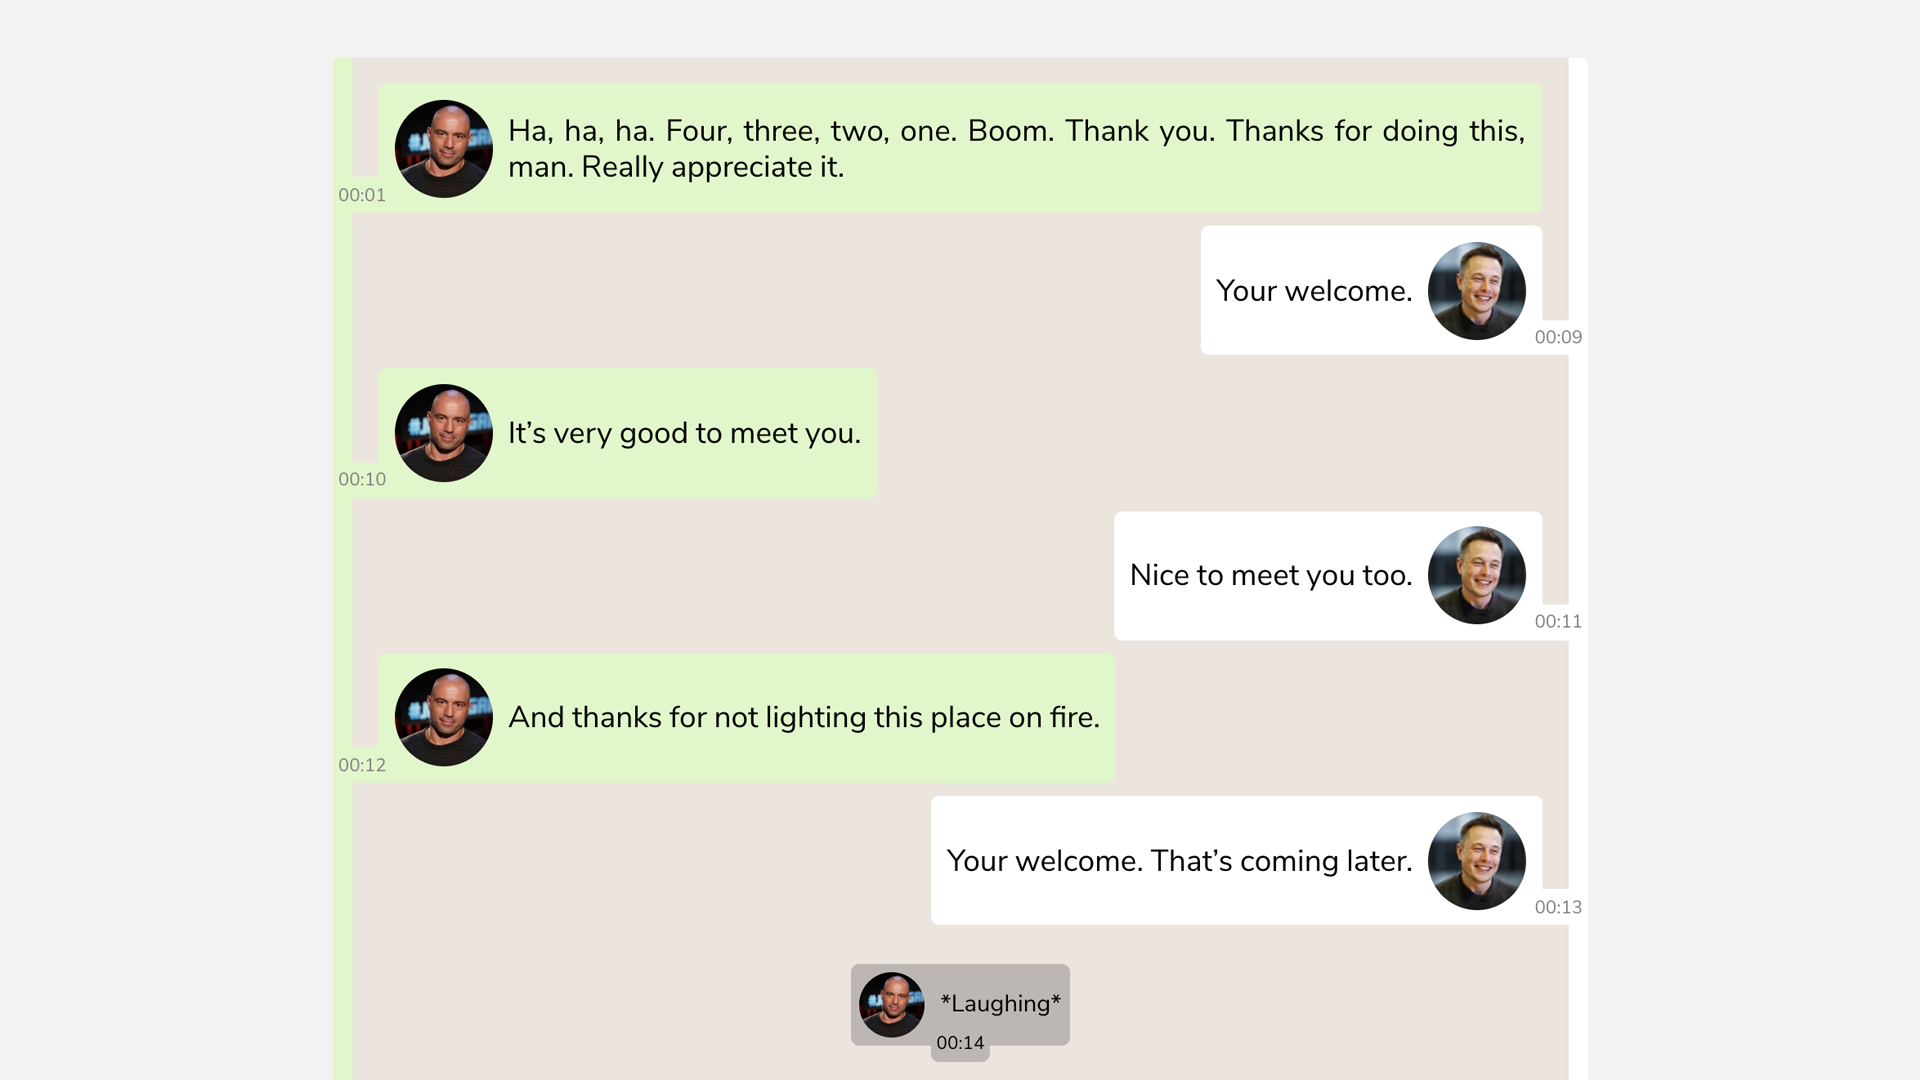 Ha, ha, ha. Four, three, two, one. Boom. Thank you. Thanks for doing this,
man. Really appreciate it.
00:01
Your welcome.
00:09
It’s very good to meet you.
00:10
Nice to meet you too.
00:11
And thanks for not lighting this place on fire.
00:12
Your welcome. That’s coming later.
00:13
*Laughing*
00:14